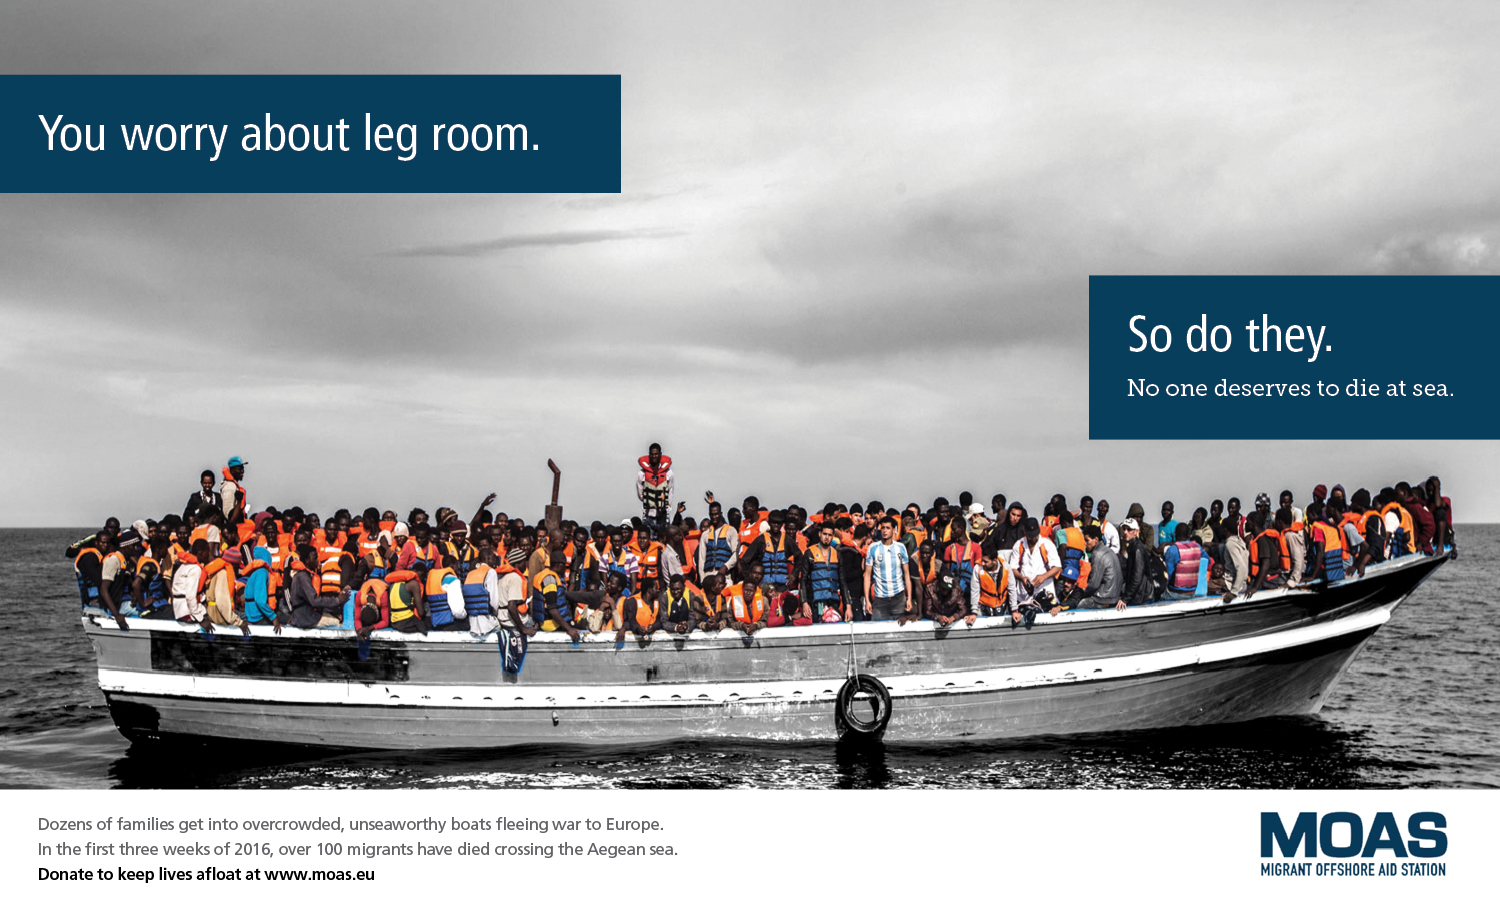 You worry about leg room.
So do they.
No one deserves to die at sea.
Dozens of families get into overcrowded, unseaworthy boats fleeing war to Europe.
In the first three weeks of 2016, over 100 migrants have died crossing the Aegean sea.
Donate to keep lives afloat at www.moas.eu
MOAS
MIGRANT OFFSHORE AID STATION